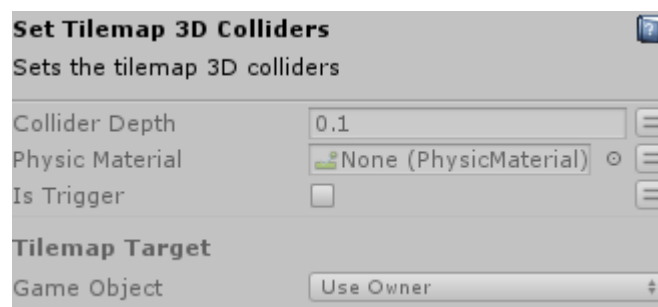 Set Tilemap 3D Colliders
Sets the tilemap 3D colliders
Collider Depth 0.1
Physic Material None (PhysicMaterial)
Is Trigger
Tilemap Target
Game Object Use Owner